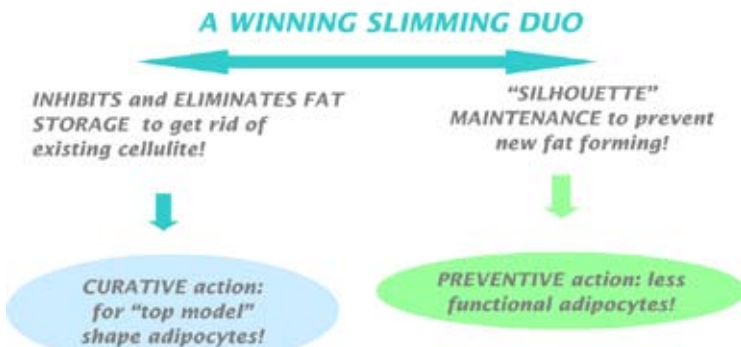 A WINNING SLIMMING DUO
INHIBITS and ELIMINATES FAT
STORAGE to get rid of
existing cellulite!
“SILHOUETTE”
MAINTENANCE to prevent
new fat forming!
CURATIVE action:
for “top model”
shape adipocytes!
PREVENTIVE action: less
functional adipocytes!